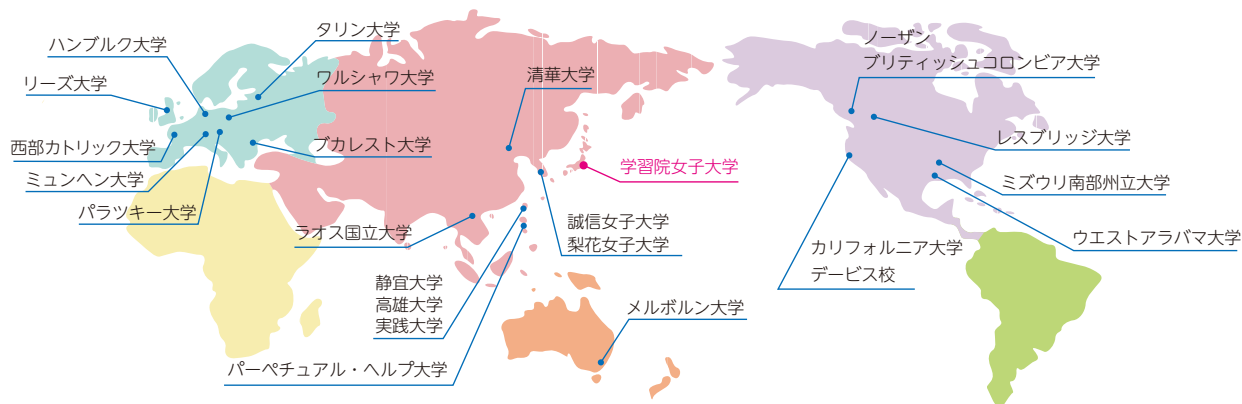 タリン大学
ハンブルク大学
ワルシャワ大学
リーズ大学
西部カトリック大学
ブカレスト大学
ミュンヘン大学
パラツキー大学
清華大学
学習院女子大学
ラオス国立大学
誠信女子大学
梨花女子大学
静宜大学
高雄大学
実践大学
パーペチュアル・ヘルプ大学
メルボルン大学
ノーザン
ブリティッシュコロンビア大学
レスブリッジ大学
ミズウリ南部州立大学
ウエストアラバマ大学
カリフォルニア大学
デービス校